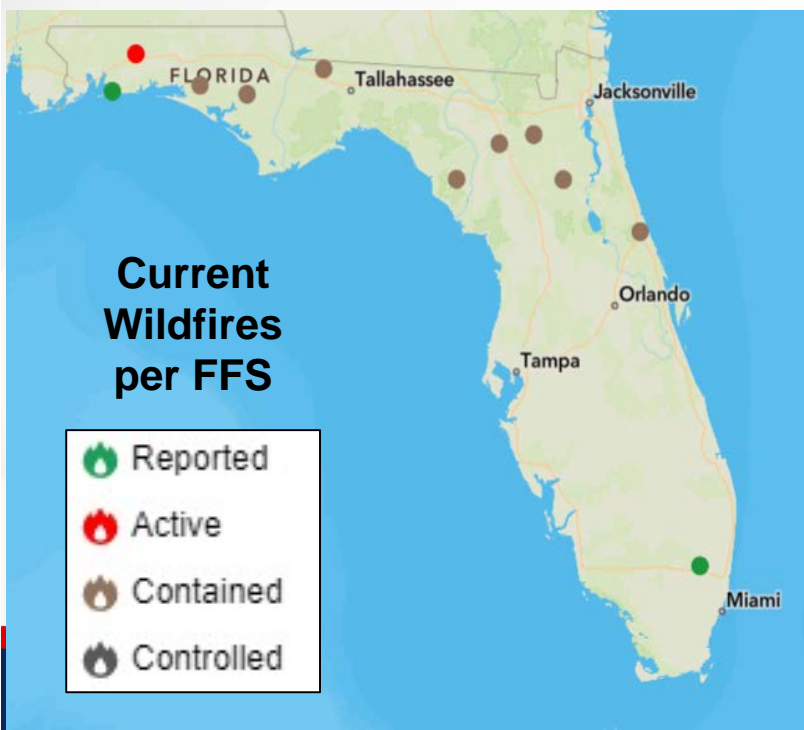 FLORIDA
Tallahassee
Jacksonville
Current
Wildfires
per FFS
Orlando
Tampa
Reported
Active
Contained
Controlled
Miami